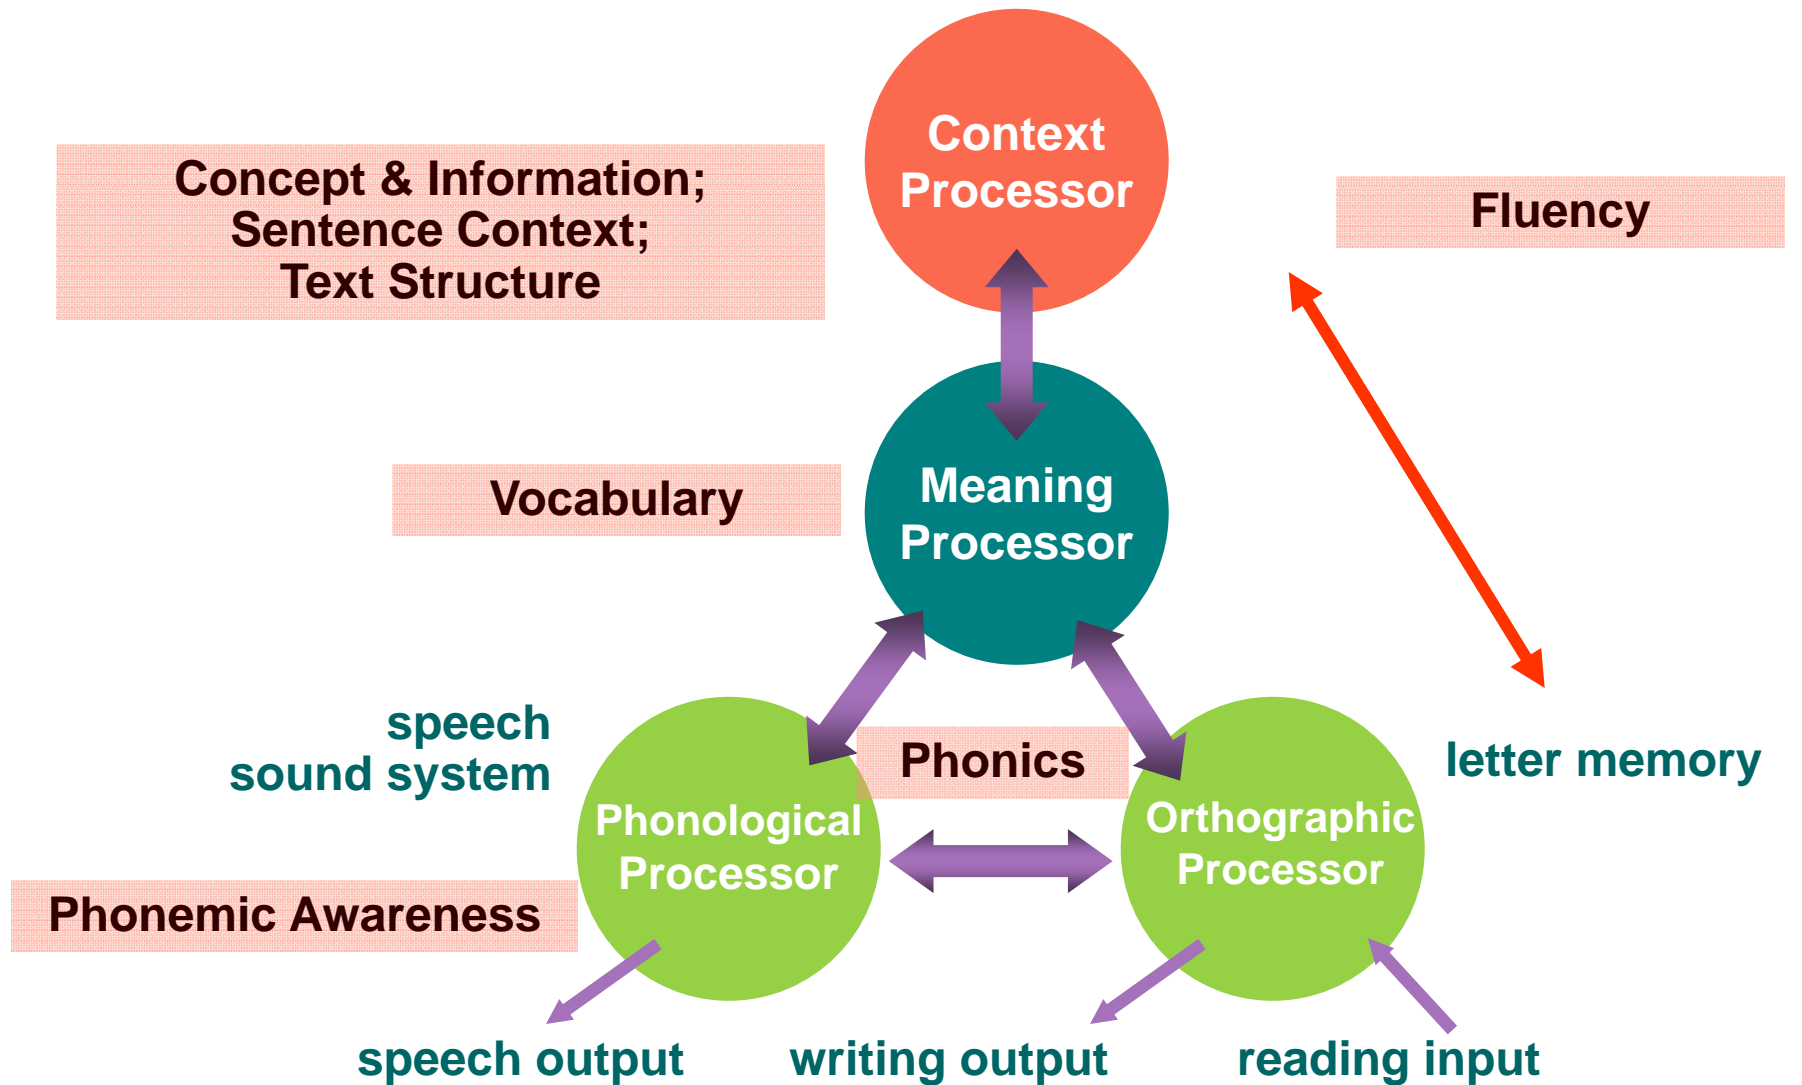 Context
Processor
Concept & Information;
Sentence Context;
Text Structure
Fluency
Meaning
Processor
Vocabulary
speech
sound system
Phonics
letter memory
Phonological
Processor
Orthographic
Processor
Phonemic Awareness
speech output
writing output
reading input